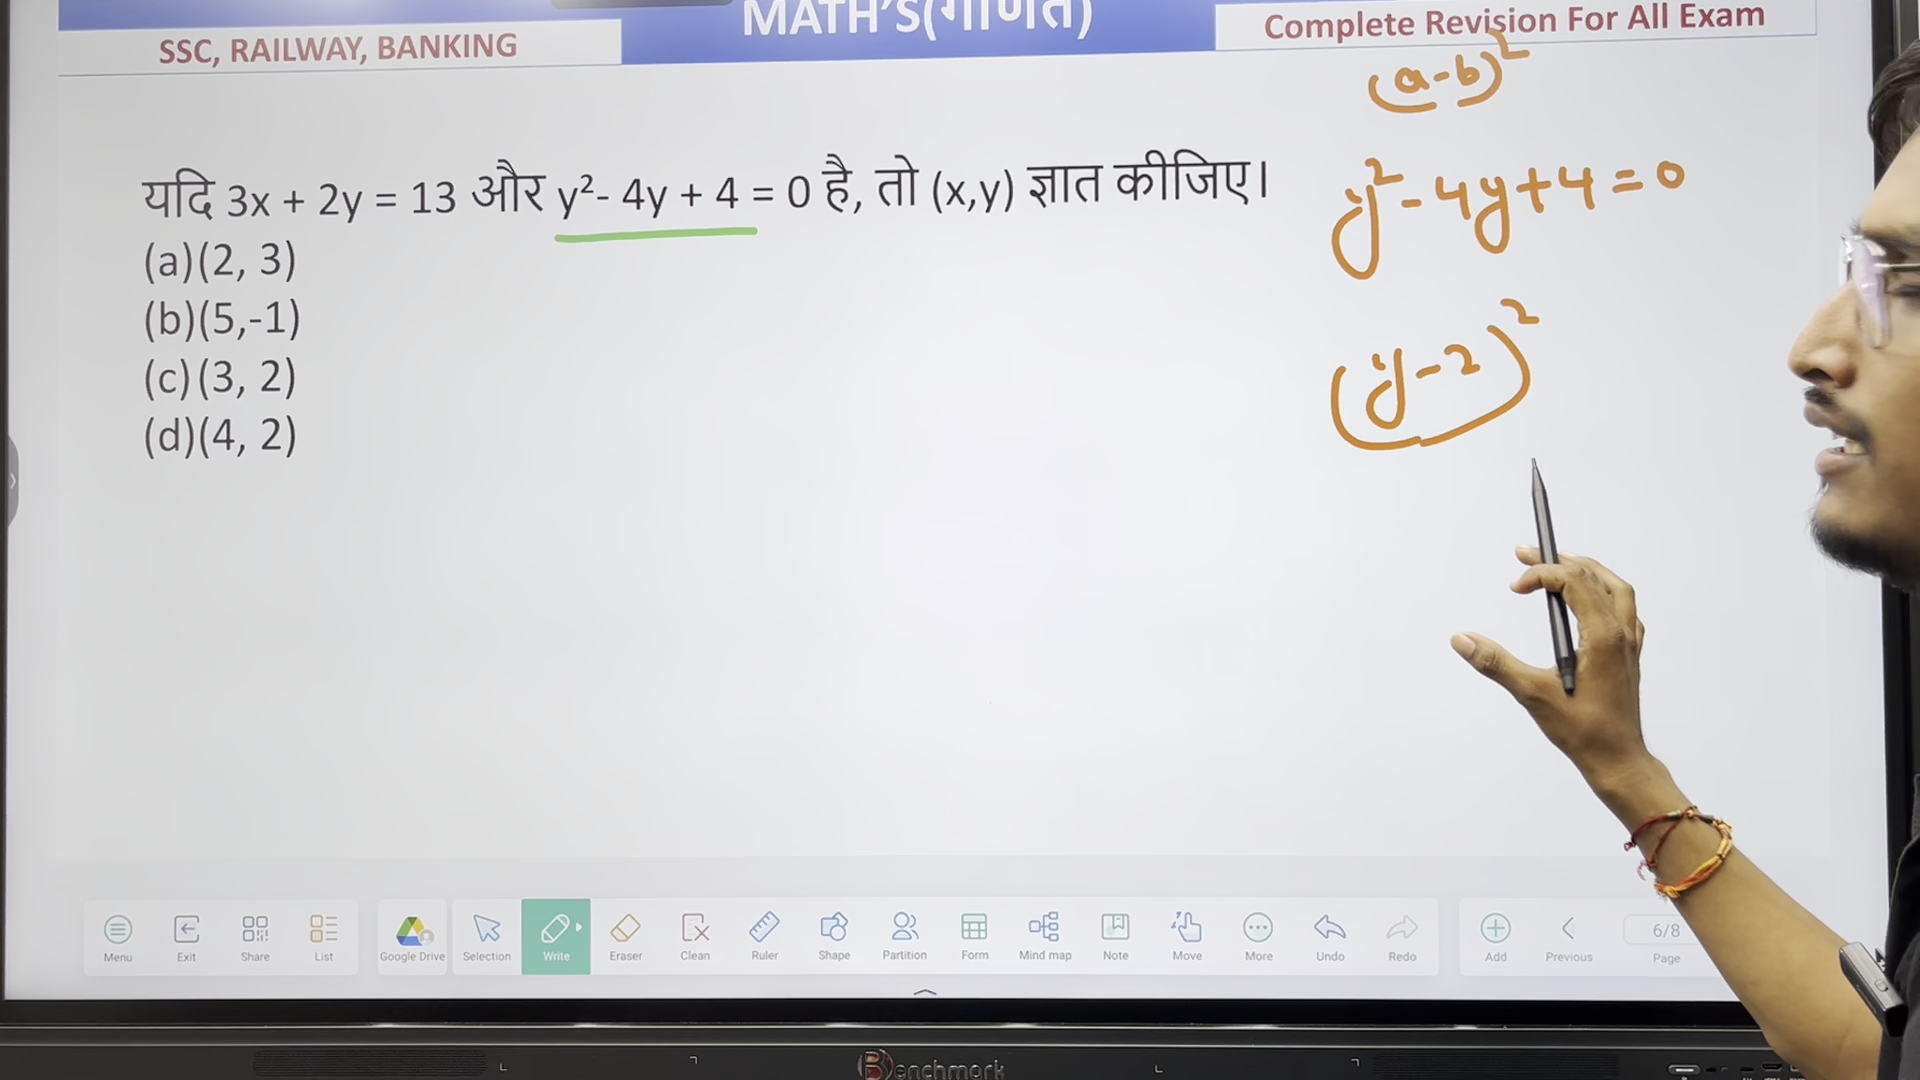 MATH'S(गणित)
SSC, RAILWAY, BANKING
Complete Revision For All Exam
(a-b)²
यदि 3x + 2y = 13 और y²- 4y + 4 = 0 है, तो (x,y) ज्ञात कीजिए।
y²-4y+4=0
(a)(2, 3)
(b)(5,-1)
(c)(3, 2)
(d)(4, 2)
(y-2)²
Menu Exit Share List Google Drive Selection Write Eraser Clean Ruler Shape Partition Form Mind map Note Move More Undo Redo Add Previous 6/8 Page
Benchmark